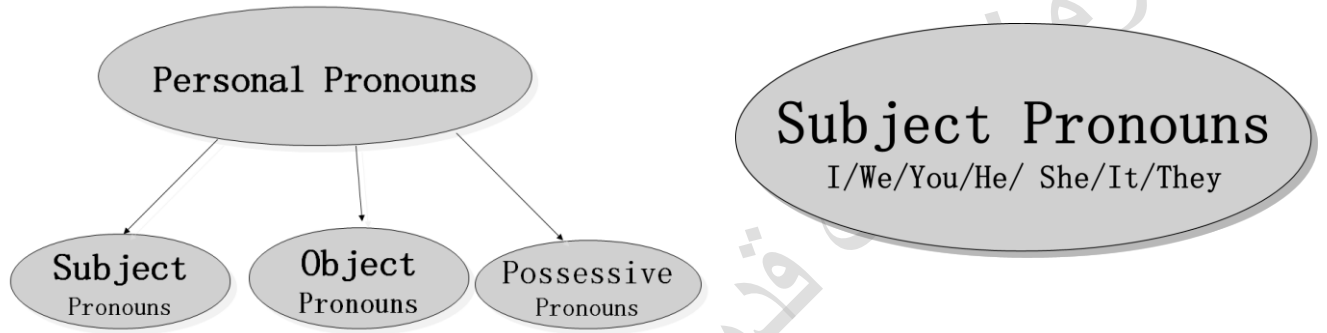 Personal Pronouns
Subject
Pronouns
Object
Pronouns
Possessive
Pronouns
Subject Pronouns
I/We/You/He/ She/It/They